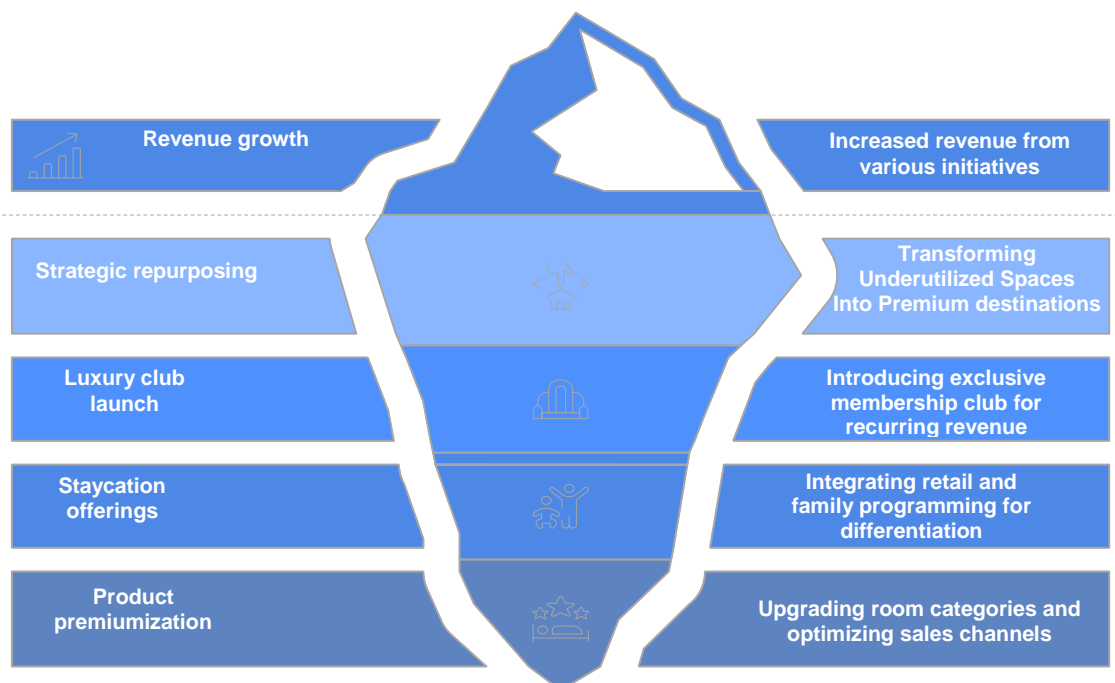 Revenue growth
Increased revenue from
various initiatives
Strategic repurposing
Transforming
Underutilized Spaces
Into Premium destinations
Luxury club
launch
Introducing exclusive
membership club for
recurring revenue
Staycation
offerings
Integrating retail and
family programming for
differentiation
Product
premiumization
Upgrading room categories and
optimizing sales channels